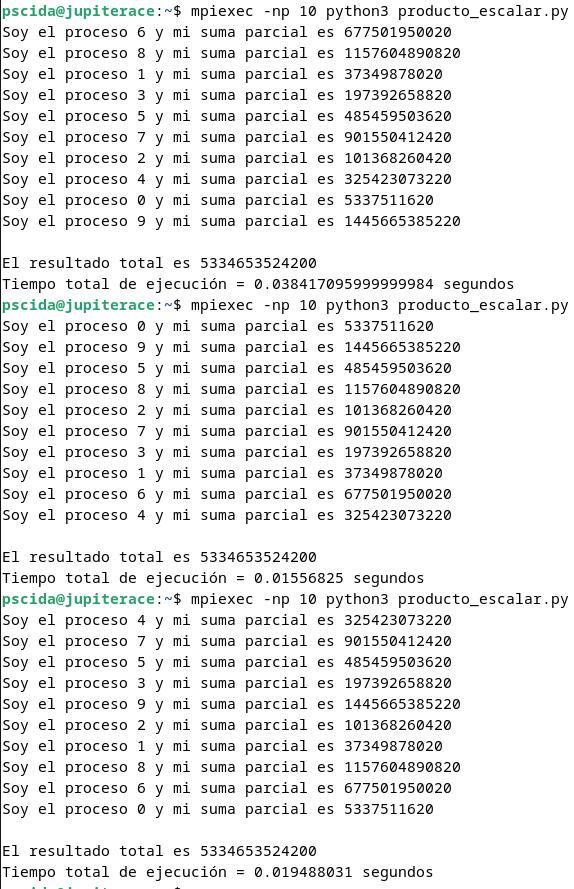 pscida@jupiterace:~$ mpiexec -np 10 python3 producto_escalar.py
Soy el proceso 6 y mi suma parcial es 677501950020
Soy el proceso 8 y mi suma parcial es 1157604890820
Soy el proceso 1 y mi suma parcial es 37349878020
Soy el proceso 3 y mi suma parcial es 197392658820
Soy el proceso 5 y mi suma parcial es 485459503620
Soy el proceso 7 y mi suma parcial es 901550412420
Soy el proceso 2 y mi suma parcial es 101368260420
Soy el proceso 4 y mi suma parcial es 325423073220
Soy el proceso 0 y mi suma parcial es 5337511620
Soy el proceso 9 y mi suma parcial es 1445665385220

El resultado total es 5334653524200
Tiempo total de ejecución = 0.038417095999999984 segundos
pscida@jupiterace:~$ mpiexec -np 10 python3 producto_escalar.py
Soy el proceso 0 y mi suma parcial es 5337511620
Soy el proceso 9 y mi suma parcial es 1445665385220
Soy el proceso 5 y mi suma parcial es 485459503620
Soy el proceso 8 y mi suma parcial es 1157604890820
Soy el proceso 2 y mi suma parcial es 101368260420
Soy el proceso 7 y mi suma parcial es 901550412420
Soy el proceso 3 y mi suma parcial es 197392658820
Soy el proceso 1 y mi suma parcial es 37349878020
Soy el proceso 6 y mi suma parcial es 677501950020
Soy el proceso 4 y mi suma parcial es 325423073220

El resultado total es 5334653524200
Tiempo total de ejecución = 0.01556825 segundos
pscida@jupiterace:~$ mpiexec -np 10 python3 producto_escalar.py
Soy el proceso 4 y mi suma parcial es 325423073220
Soy el proceso 7 y mi suma parcial es 901550412420
Soy el proceso 5 y mi suma parcial es 485459503620
Soy el proceso 3 y mi suma parcial es 197392658820
Soy el proceso 9 y mi suma parcial es 1445665385220
Soy el proceso 2 y mi suma parcial es 101368260420
Soy el proceso 1 y mi suma parcial es 37349878020
Soy el proceso 8 y mi suma parcial es 1157604890820
Soy el proceso 6 y mi suma parcial es 677501950020
Soy el proceso 0 y mi suma parcial es 5337511620

El resultado total es 5334653524200
Tiempo total de ejecución = 0.019488031 segundos